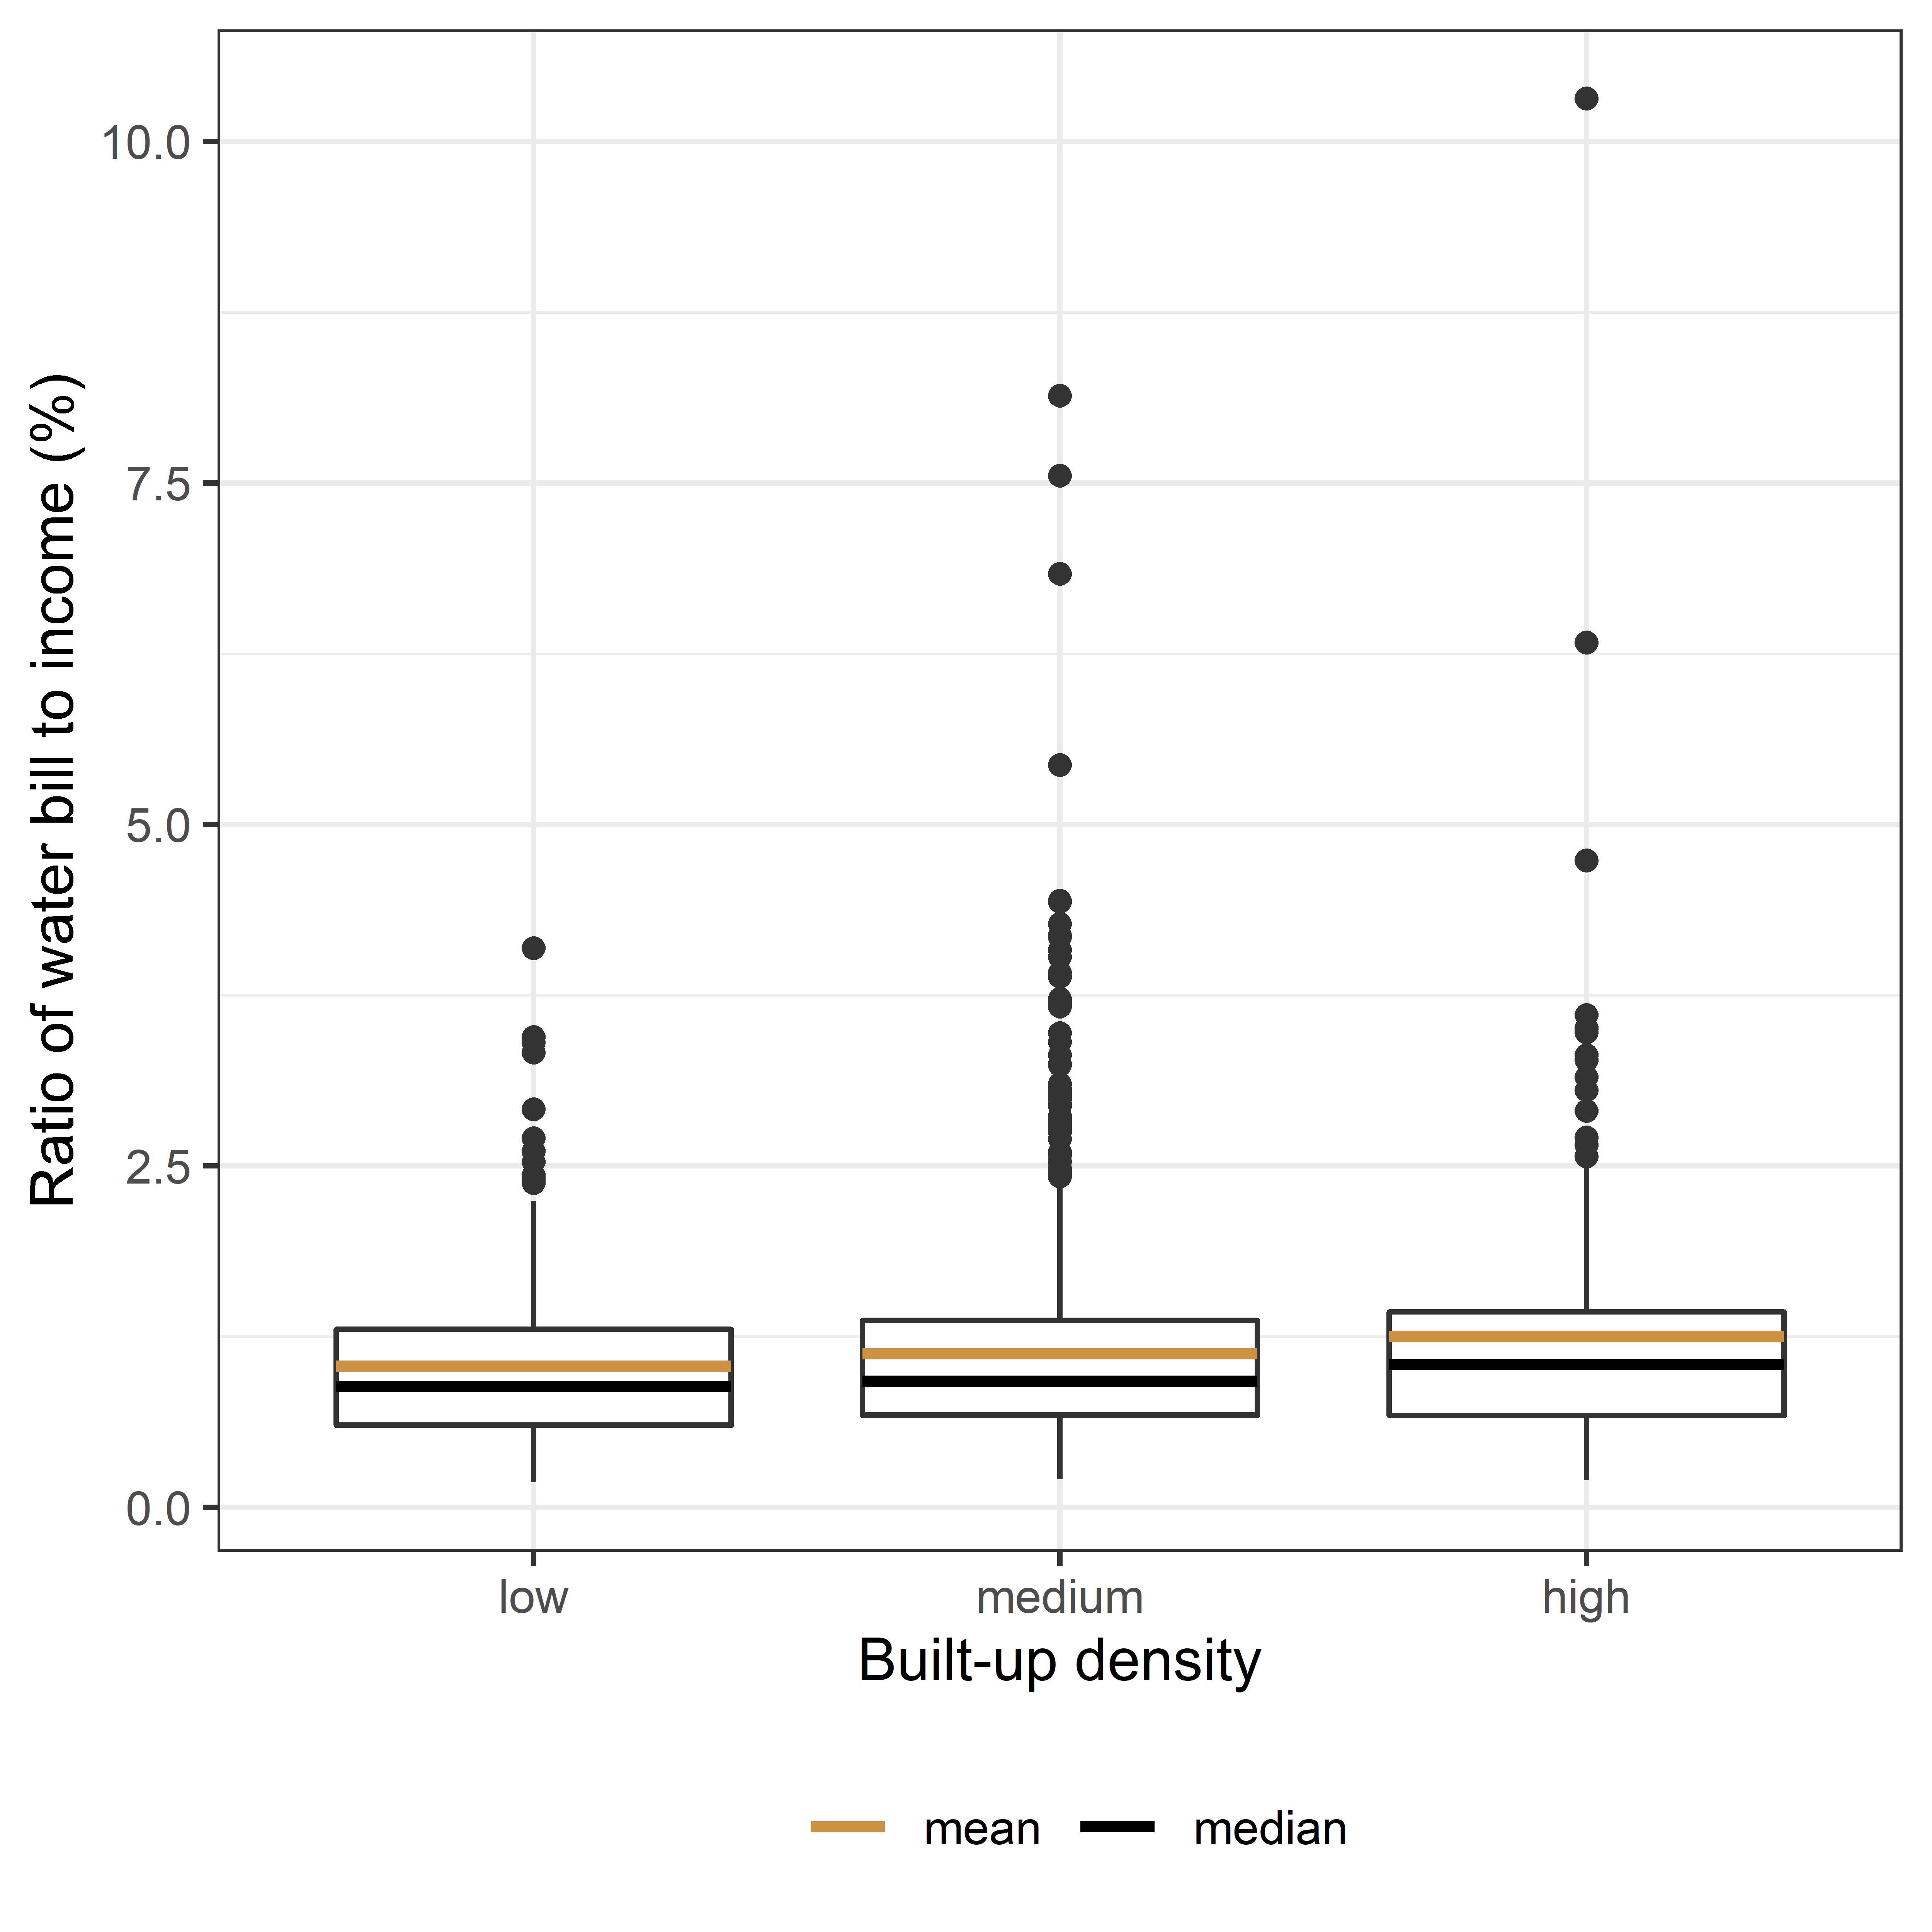 Ratio of water bill to income (%)
10.0
7.5
5.0
2.5
0.0
low medium high
Built-up density
mean median